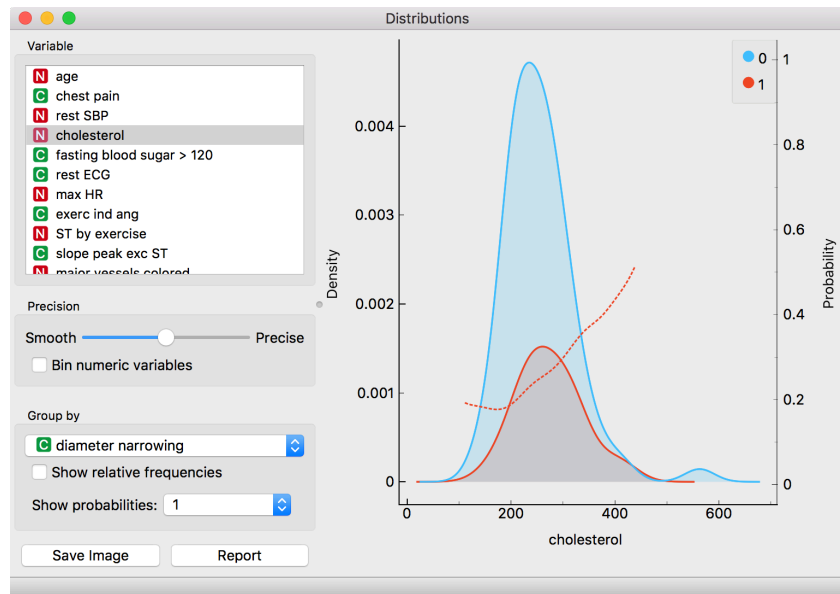 Distributions
Variable
N age
C chest pain
N rest SBP
N cholesterol
C fasting blood sugar > 120
C rest ECG
N max HR
C exerc ind ang
N ST by exercise
C slope peak exc ST
N major vessels colored
Precision
Smooth Precise
Bin numeric variables
Group by
C diameter narrowing
Show relative frequencies
Show probabilities: 1
Save Image Report
Density
0.004
0.003
0.002
0.001
0
0 200 400 600
cholesterol
0
1
1
0.8
0.6
0.4
0.2
0
Probability